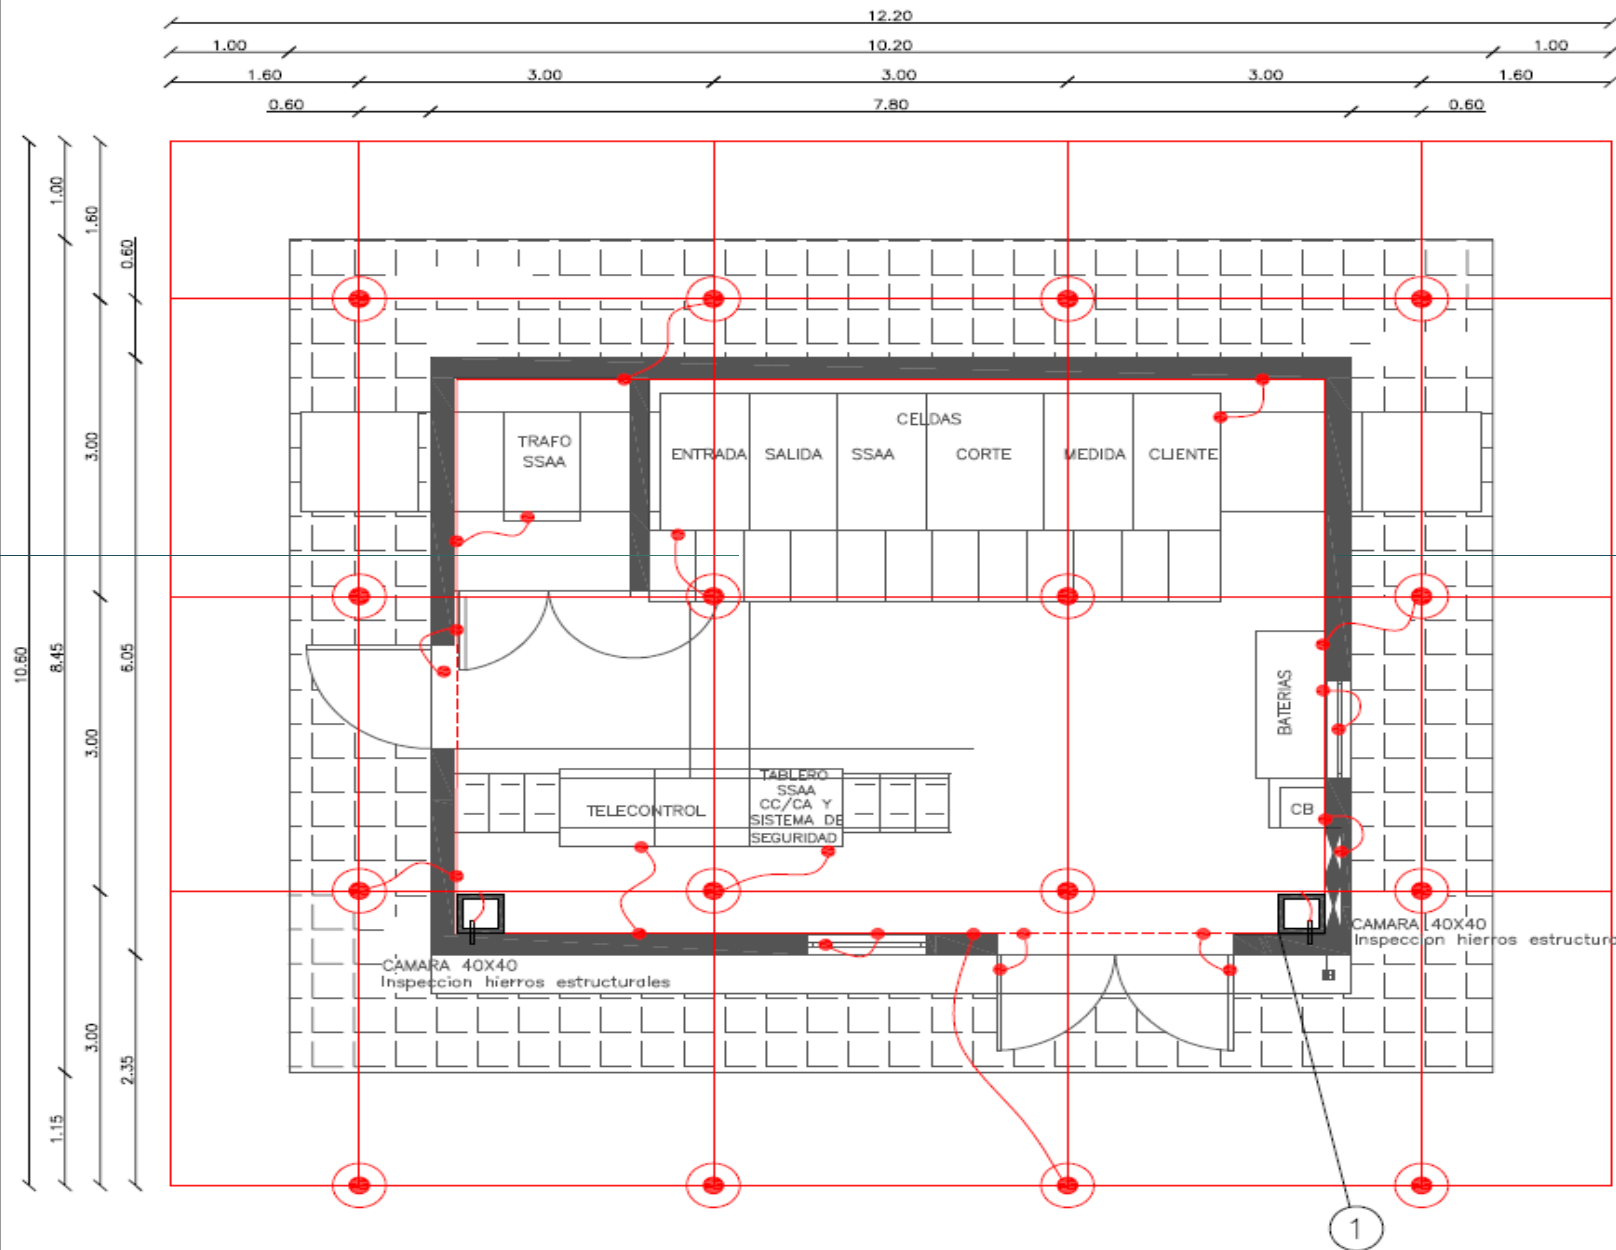 12.20
1.00 10.20 1.00
1.60 3.00 3.00 3.00 1.60
0.60 7.80 0.60
1.00
1.60
0.60
3.00
10.60
8.45
6.05
3.00
3.00
2.35
1.15
TRAFO
SSAA
CELDAS
ENTRADA SALIDA SSAA CORTE MEDIDA CLIENTE
BATERIAS
CB
TELECONTROL
TABLERO
SSAA
CC/CA Y
SISTEMA DE
SEGURIDAD
CAMARA 40X40
Inspeccion hierros estructurales
CAMARA 40X40
Inspeccion hierros
1